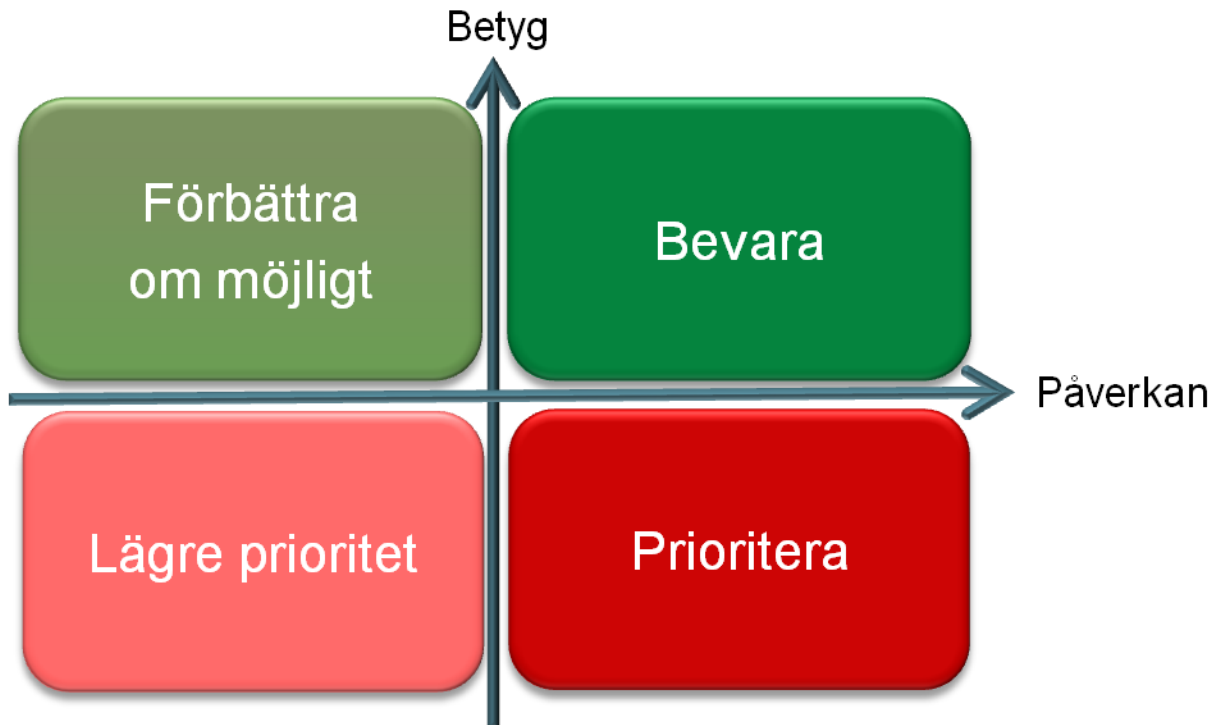 Betyg
Förbättra
om möjligt
Bevara
Påverkan
Lägre prioritet
Prioritera